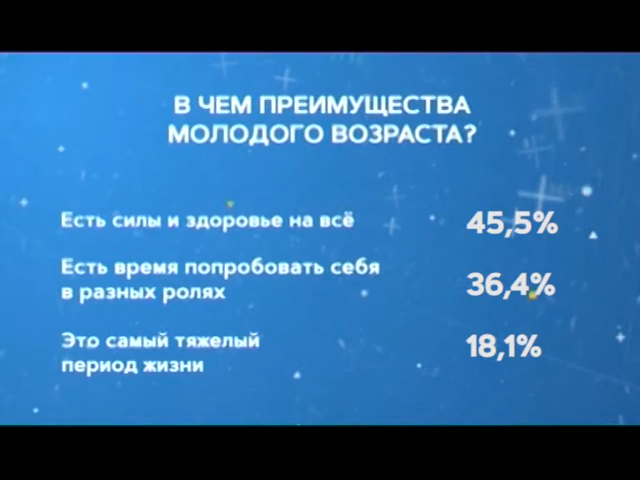 В ЧЕМ ПРЕИМУЩЕСТВА
МОЛОДОГО ВОЗРАСТА?
Есть силы и здоровье на всё 45,5%
Есть время попробовать себя
в разных ролях 36,4%
Это самый тяжелый
период жизни 18,1%